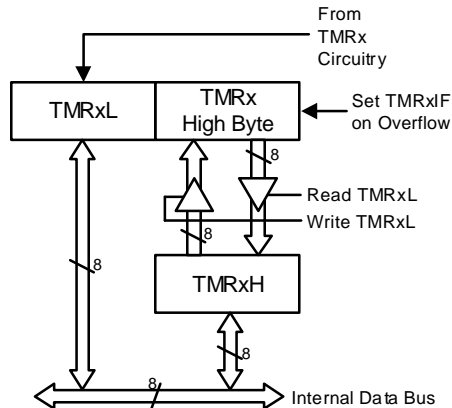 From
TMRx
Circuitry
TMRxL
TMRx
High Byte
Set TMRxIF
on Overflow
8
Read TMRxL
Write TMRxL
8
8
TMRxH
8
8
Internal Data Bus